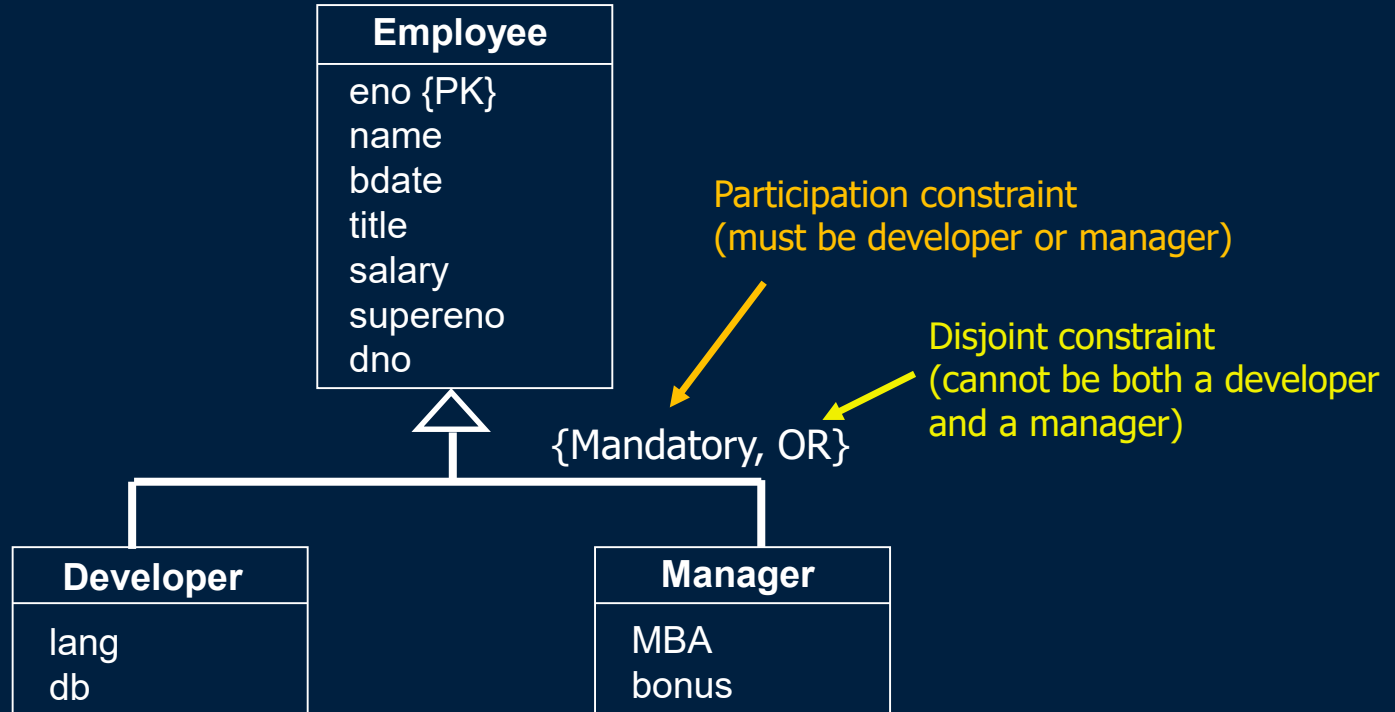 Employee
eno {PK}
name
bdate
title
salary
supereno
dno
Participation constraint
(must be developer or manager)
Disjoint constraint
(cannot be both a developer
and a manager)
{Mandatory, OR}
Developer
lang
db
Manager
MBA
bonus